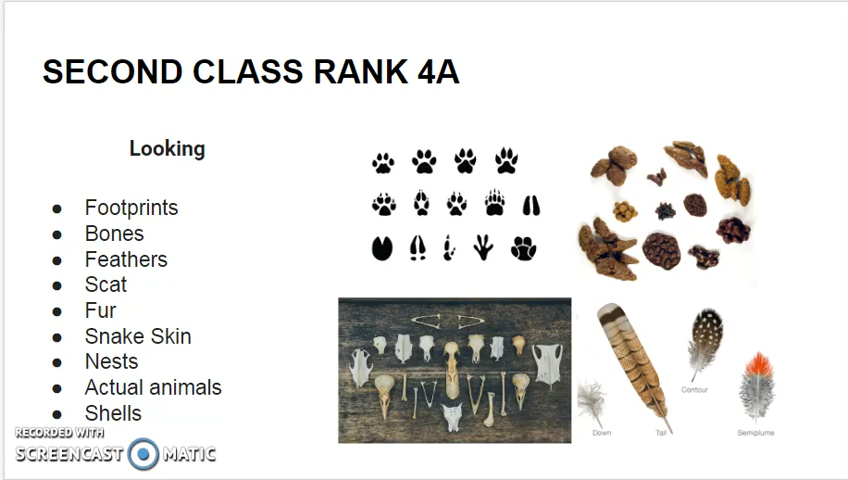 SECOND CLASS RANK 4A
Looking
● Footprints
● Bones
● Feathers
● Scat
● Fur
● Snake Skin
● Nests
● Actual animals
● Shells
Down
Tail
Contour
Semiplume
RECORDED WITH
SCREENCAST MATIC